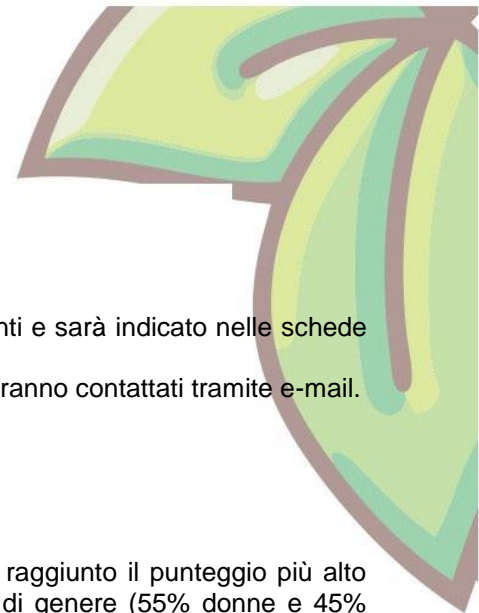 nti e sarà indicato nelle schede
ranno contattati tramite e-mail.
raggiunto il punteggio più alto
di genere (55% donne e 45%